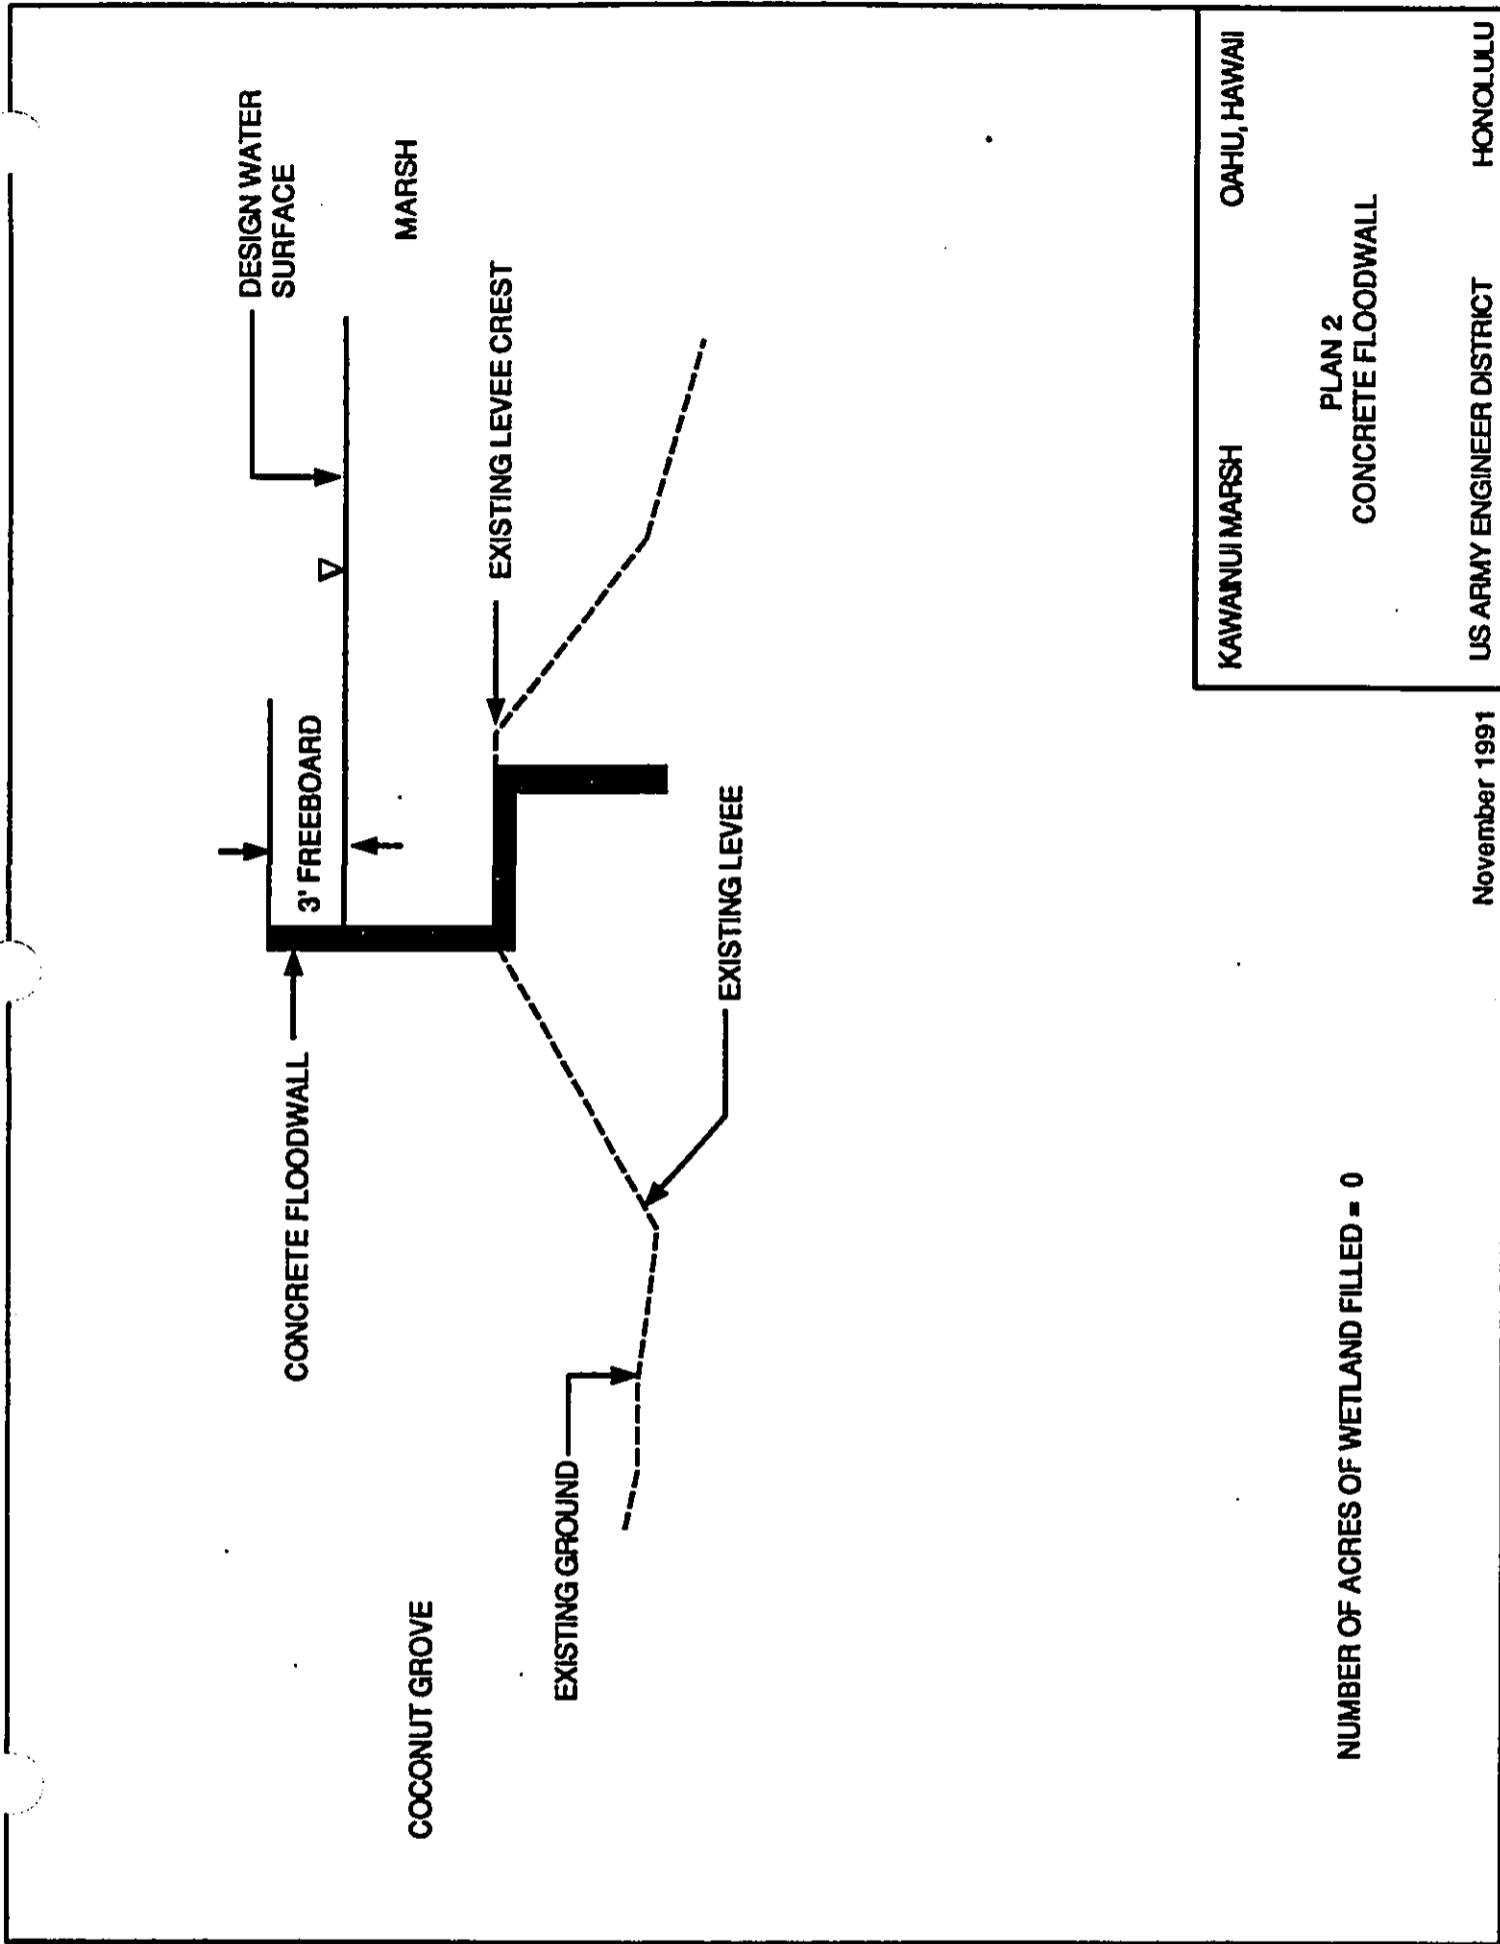 DESIGN WATER
SURFACE
MARSH
3' FREEBOARD
CONCRETE FLOODWALL
EXISTING LEVEE CREST
COCONUT GROVE
EXISTING GROUND
EXISTING LEVEE
NUMBER OF ACRES OF WETLAND FILLED = 0
KAWAINUI MARSH OAHU, HAWAII
PLAN 2
CONCRETE FLOODWALL
US ARMY ENGINEER DISTRICT HONOLULU
November 1991